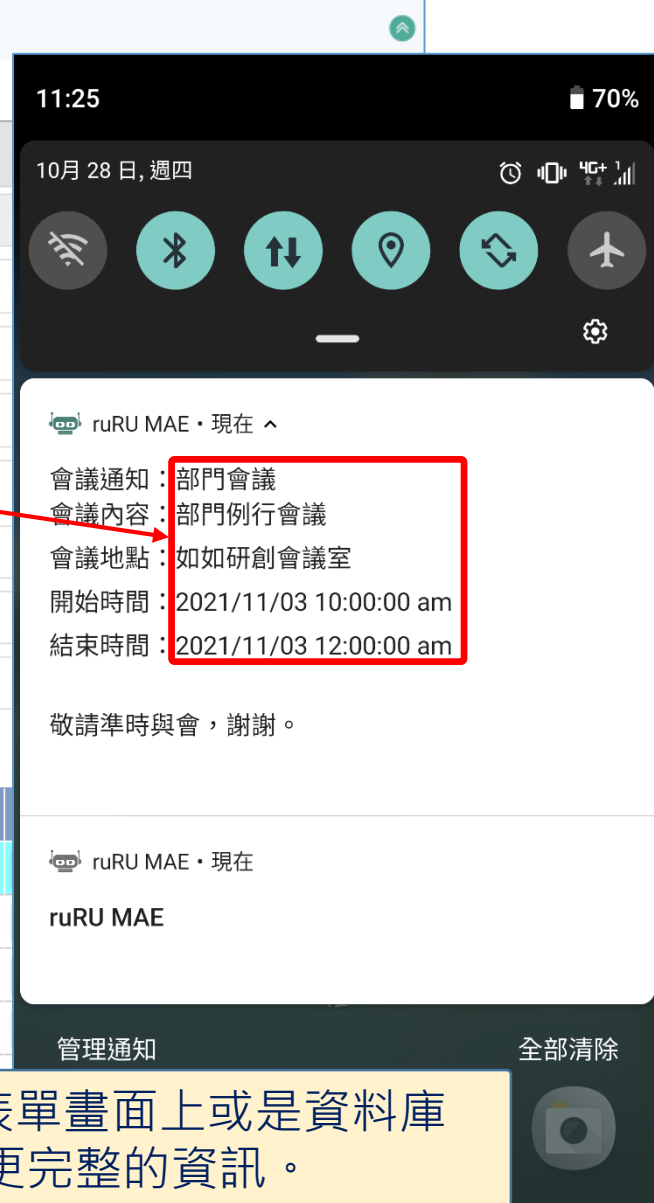 11:25 70%
10月 28 日, 週四 4G+ 1
ruRU MAE・現在
會議通知：部門會議
會議內容：部門例行會議
會議地點：如如研創會議室
開始時間：2021/11/03 10:00:00 am
結束時間：2021/11/03 12:00:00 am
敬請準時與會，謝謝。
ruRU MAE・現在
ruRU MAE
管理通知 全部清除
表單畫面上或是資料庫
更完整的資訊。